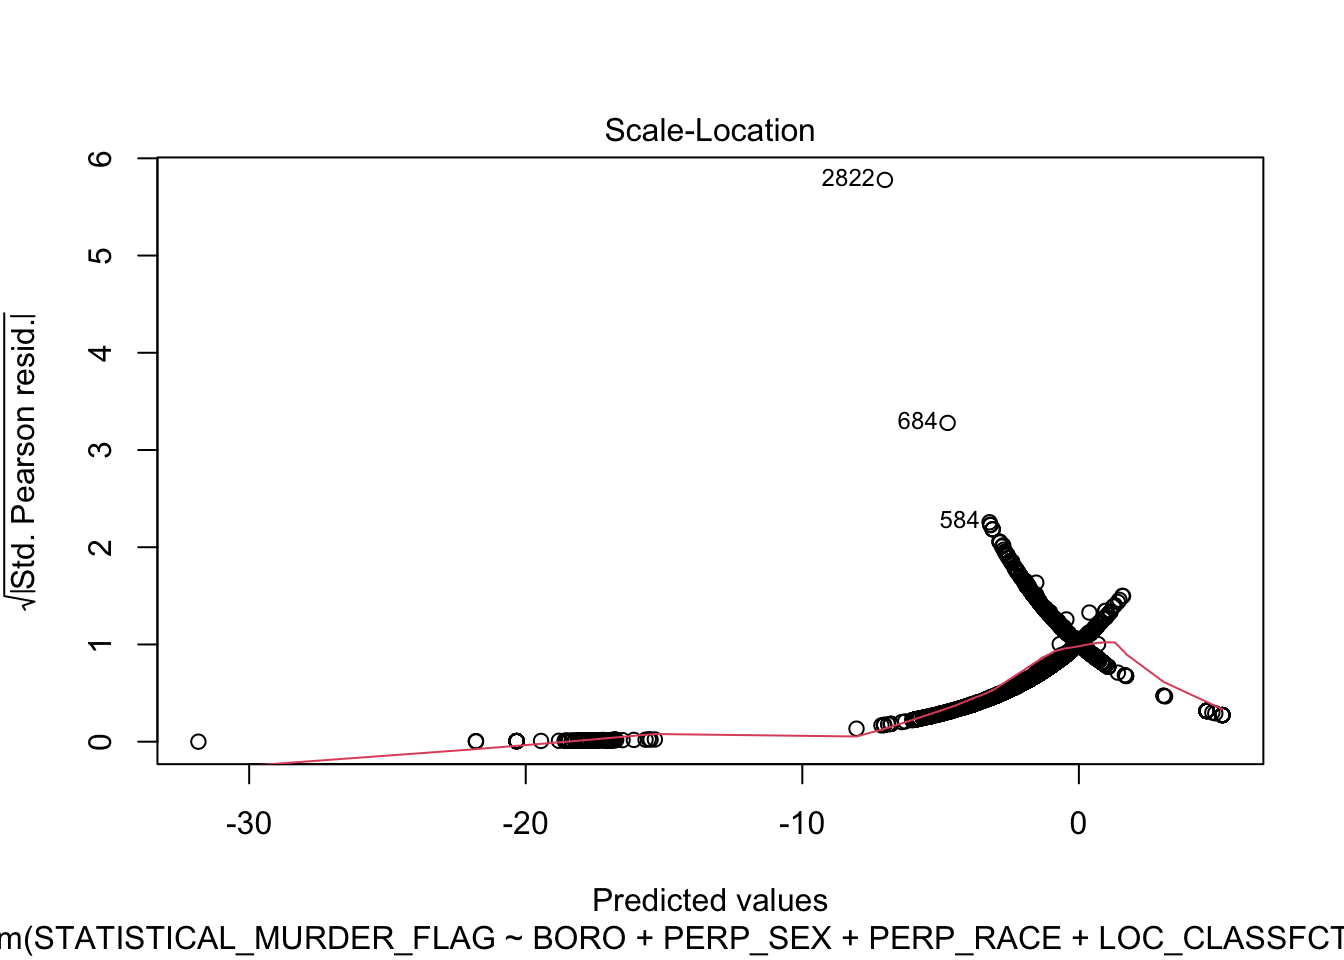 Scale-Location
6
5
4
3
2
1
0
√|Std. Pearson resid.|
2822
684
584
-30 -20 -10 0
Predicted values
m(STATISTICAL_MURDER_FLAG ~ BORO + PERP_SEX + PERP_RACE + LOC_CLASSFCT